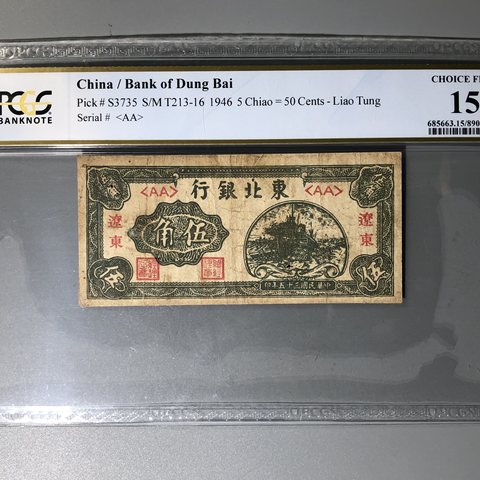 PCGS
BANKNOTE
China / Bank of Dung Bai
Pick # S3735 S/M T213-16 1946 5 Chiao = 50 Cents - Liao Tung
Serial # <AA>
CHOICE FI
15
685663.15/890
<AA> 行銀北東 <AA>
遼東
角伍
遼東
印年五十三國民華中
伍